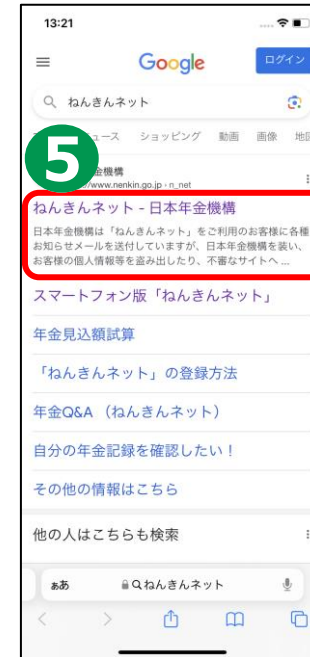 13:21
Google
ログイン
ねんきんネット
ュース ショッピング 動画 画像 地図
5
金機構
www.nenkin.go.jp › n_net
ねんきんネット - 日本年金機構
日本年金機構は「ねんきんネット」をご利用のお客様に各種
お知らせメールを送付していますが、日本年金機構を装い、
お客様の個人情報等を盗み出したり、不審なサイトへ ...
スマートフォン版「ねんきんネット」
年金見込額試算
「ねんきんネット」の登録方法
年金Q&A （ねんきんネット）
自分の年金記録を確認したい！
その他の情報はこちら
他の人はこちらも検索
ぁあ ねんきんネット